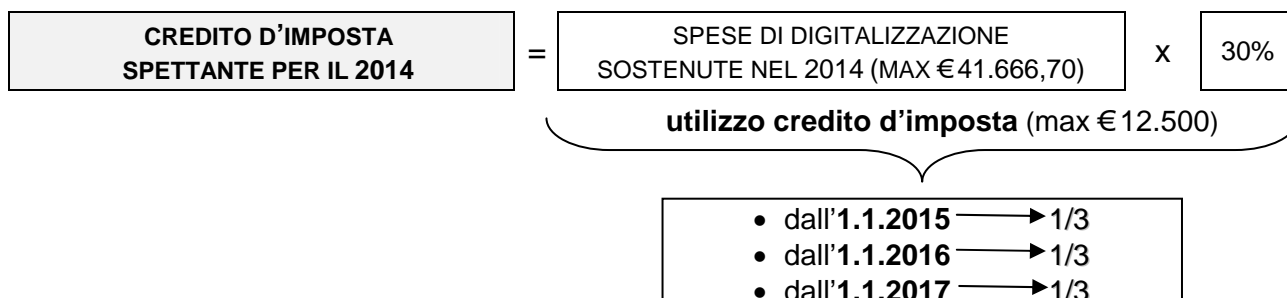 CREDITO D’IMPOSTA
SPETTANTE PER IL 2014
=
SPESE DI DIGITALIZZAZIONE
SOSTENUTE NEL 2014 (MAX € 41.666,70)
x
30%
utilizzo credito d’imposta (max € 12.500)
• dall’1.1.2015 → 1/3
• dall’1.1.2016 → 1/3
• dall’1.1.2017 → 1/3